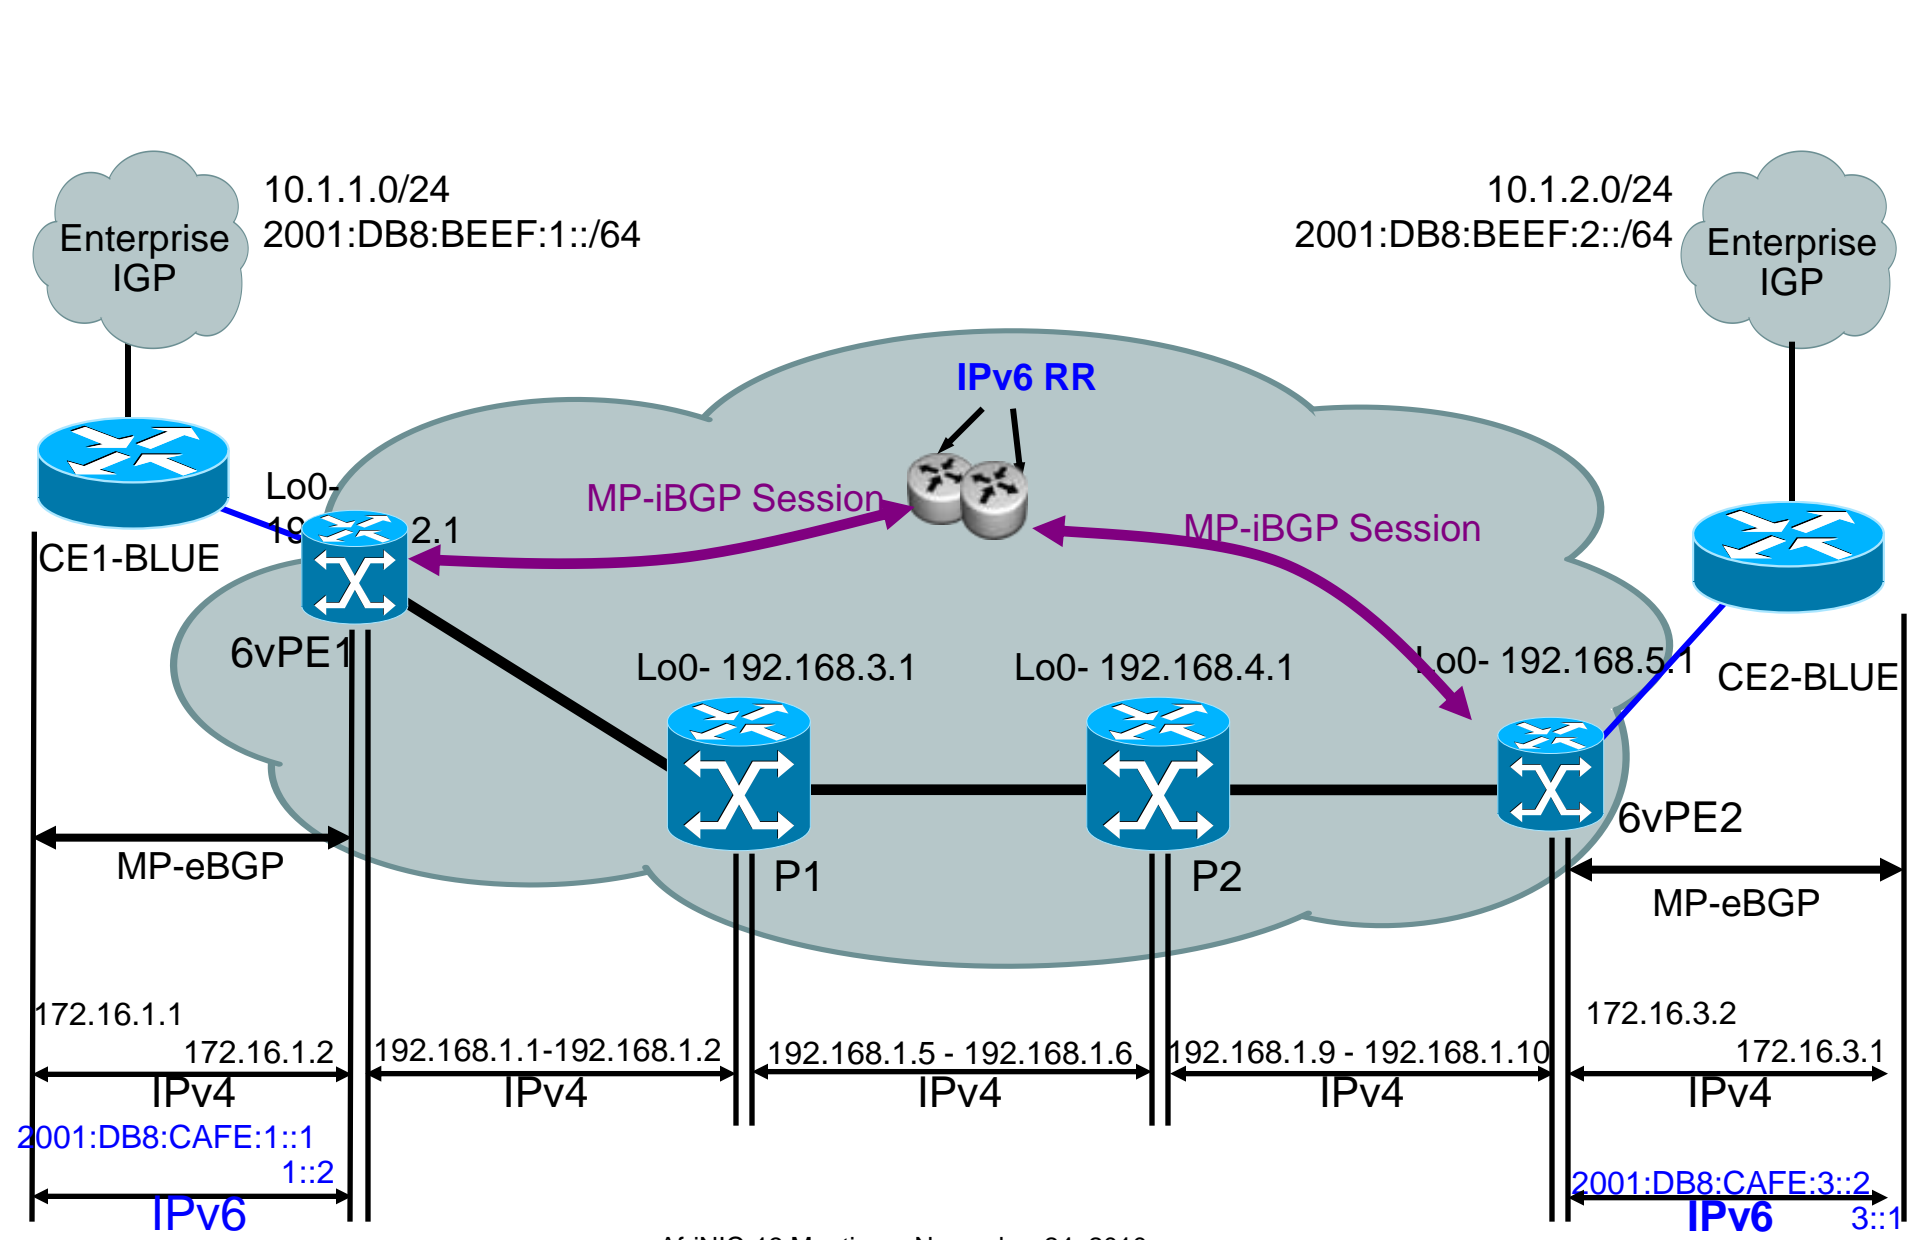 10.1.1.0/24
2001:DB8:BEEF:1::/64
Enterprise
IGP
10.1.2.0/24
2001:DB8:BEEF:2::/64
Enterprise
IGP
IPv6 RR
MP-iBGP Session
MP-iBGP Session
Lo0-
2.1
CE1-BLUE
6vPE1
Lo0- 192.168.3.1
Lo0- 192.168.4.1
Lo0- 192.168.5.1
CE2-BLUE
6vPE2
P1
P2
MP-eBGP
MP-eBGP
172.16.1.1
172.16.1.2
IPv4
192.168.1.1-192.168.1.2
IPv4
192.168.1.5 - 192.168.1.6
IPv4
192.168.1.9 - 192.168.1.10
IPv4
172.16.3.2
172.16.3.1
IPv4
2001:DB8:CAFE:1::1
1::2
IPv6
2001:DB8:CAFE:3::2
3::1
IPv6